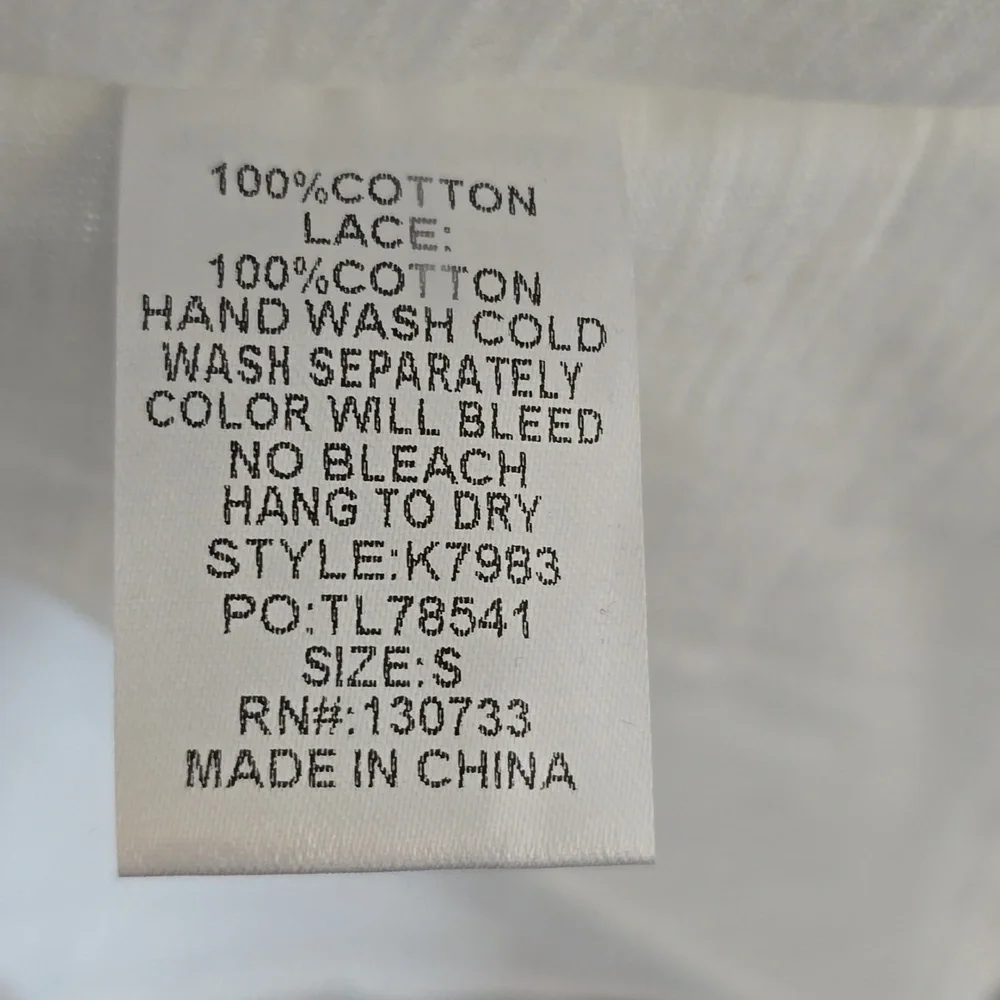 100%COTTON
LACE:
100%COTTON
HAND WASH COLD
WASH SEPARATELY
COLOR WILL BLEED
NO BLEACH
HANG TO DRY
STYLE:K7983
PO:TL78541
SIZE:S
RN#:130733
MADE IN CHINA